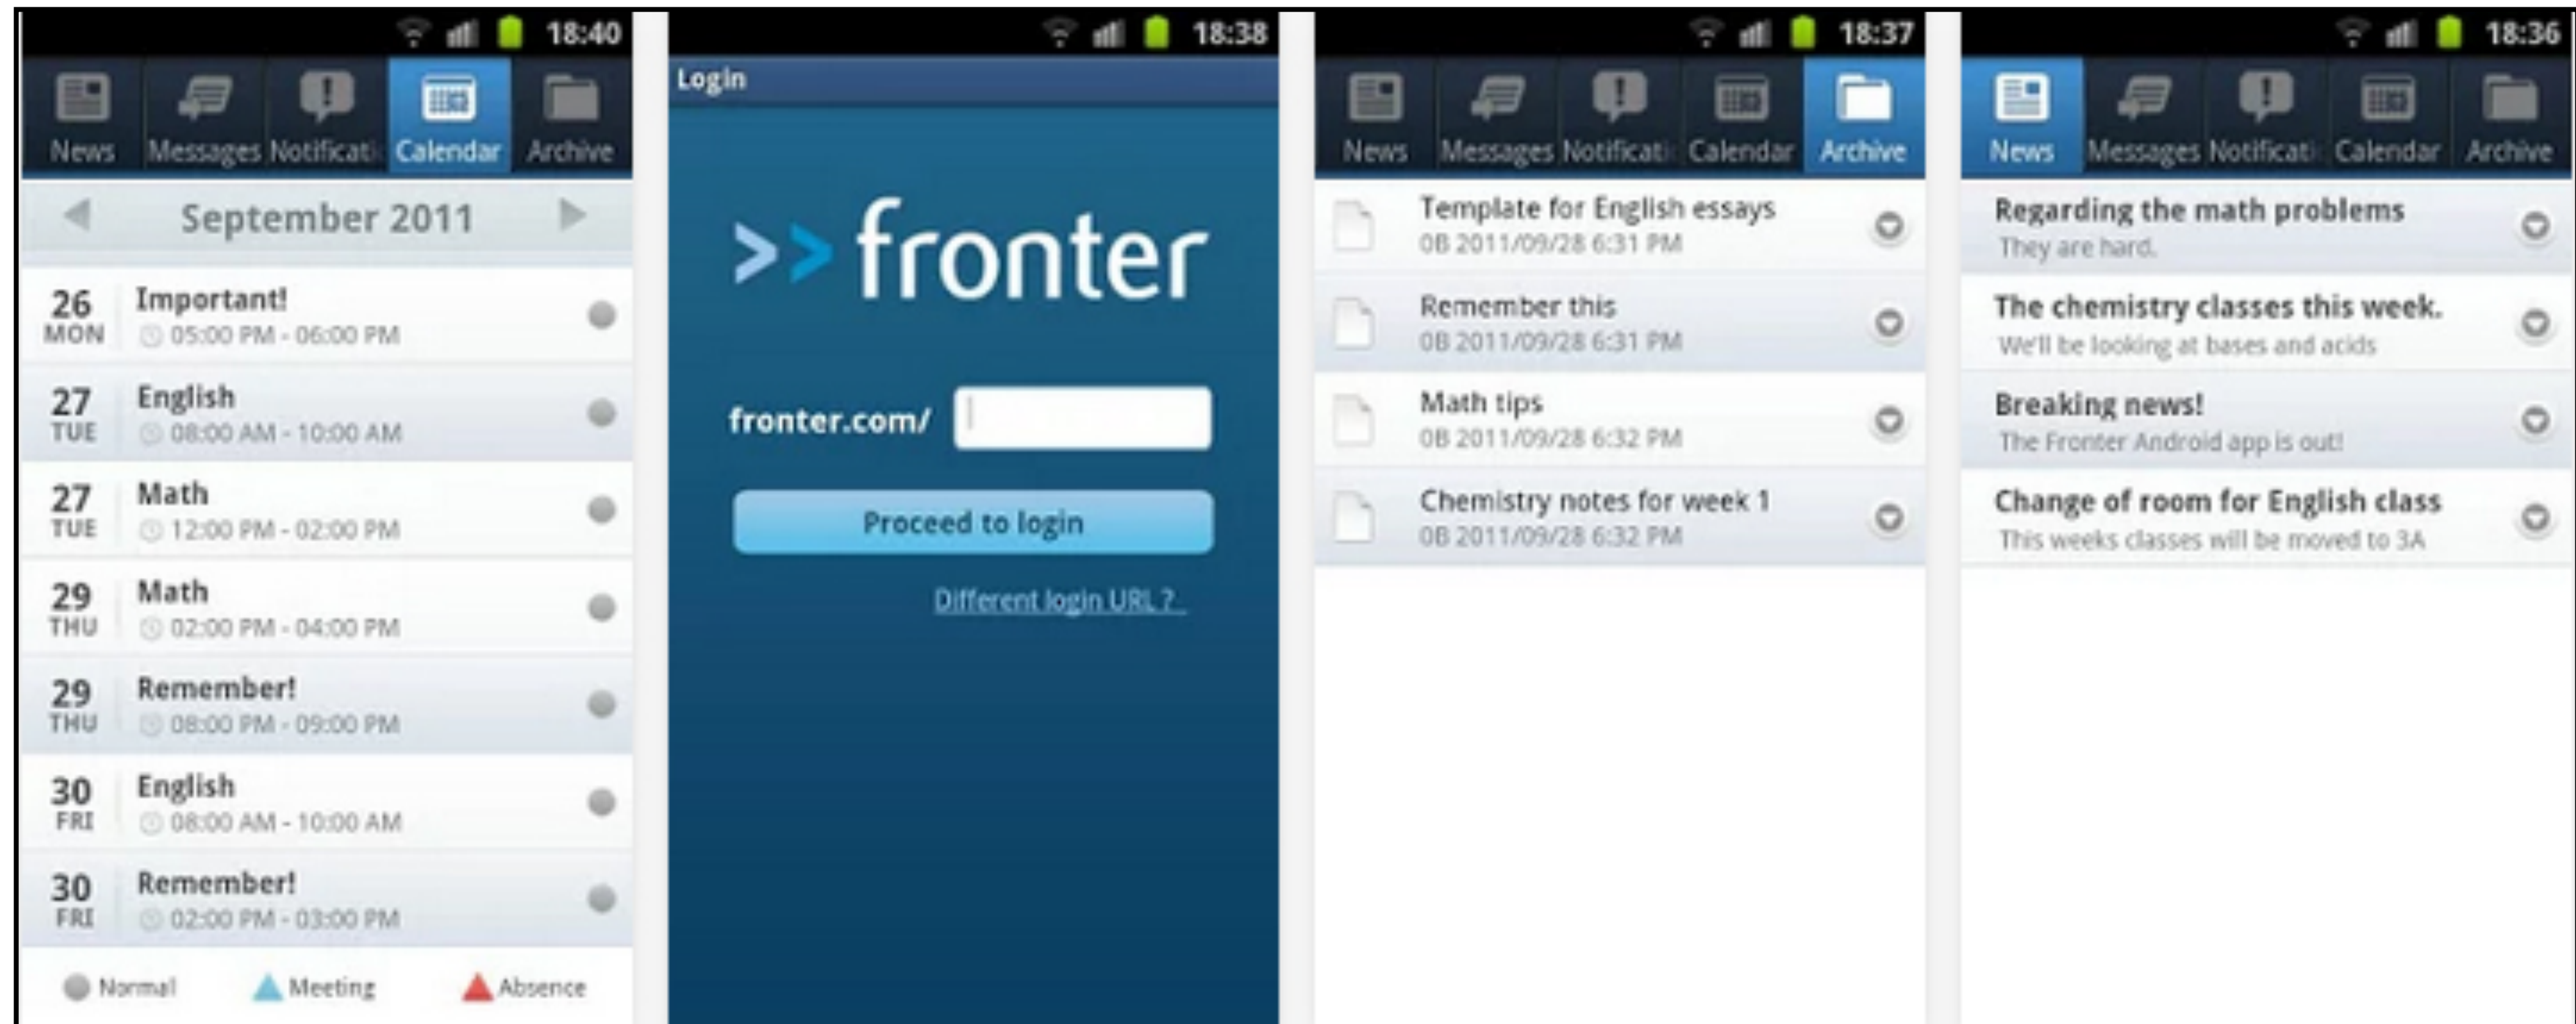 18:40
News Messages Notificati Calendar Archive
September 2011
26 Important!
MON 05:00 PM - 06:00 PM
27 English
TUE 08:00 AM - 10:00 AM
27 Math
TUE 12:00 PM - 02:00 PM
29 Math
THU 02:00 PM - 04:00 PM
29 Remember!
THU 08:00 PM - 09:00 PM
30 English
FRI 08:00 AM - 10:00 AM
30 Remember!
FRI 02:00 PM - 03:00 PM
Normal Meeting Absence
18:38
Login
>> fronter
fronter.com/
Proceed to login
Different login URL ?
18:37
News Messages Notificati Calendar Archive
Template for English essays
0B 2011/09/28 6:31 PM
Remember this
0B 2011/09/28 6:31 PM
Math tips
0B 2011/09/28 6:32 PM
Chemistry notes for week 1
0B 2011/09/28 6:32 PM
18:36
News Messages Notificati Calendar Archive
Regarding the math problems
They are hard.
The chemistry classes this week.
We'll be looking at bases and acids
Breaking news!
The Fronter Android app is out!
Change of room for English class
This weeks classes will be moved to 3A